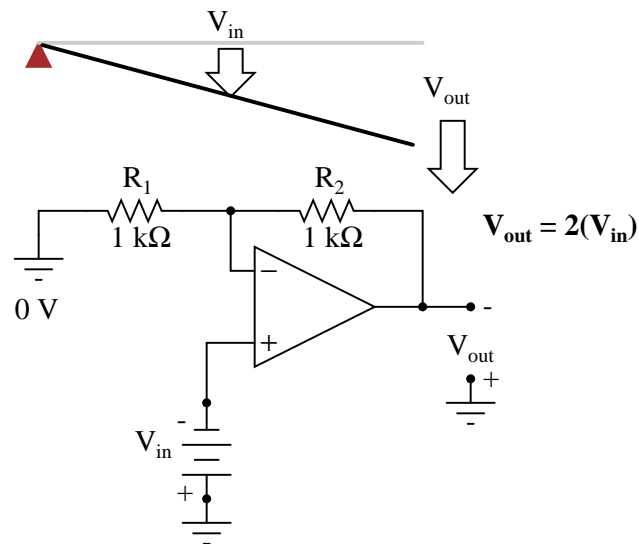 V_in
V_out
R_1
R_2
1 kΩ
1 kΩ
V_out = 2(V_in)
0 V
−
+
-
V_out
+
-
V_in
+